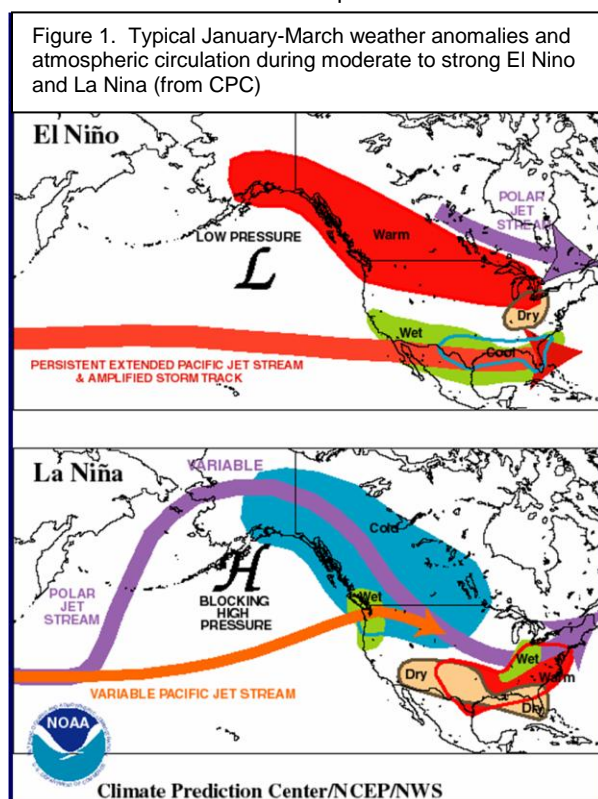 Figure 1. Typical January-March weather anomalies and
atmospheric circulation during moderate to strong El Nino
and La Nina (from CPC)
El Niño
POLAR
JET
STREAM
LOW PRESSURE
L
Warm
Dry
Wet
Cool
PERSISTENT EXTENDED PACIFIC JET STREAM
& AMPLIFIED STORM TRACK
La Niña
VARIABLE
Cold
H
BLOCKING
HIGH
PRESSURE
POLAR
JET
STREAM
Wet
VARIABLE PACIFIC JET STREAM
Dry
Wet
Warm
Dry
NOAA
Climate Prediction Center/NCEP/NWS